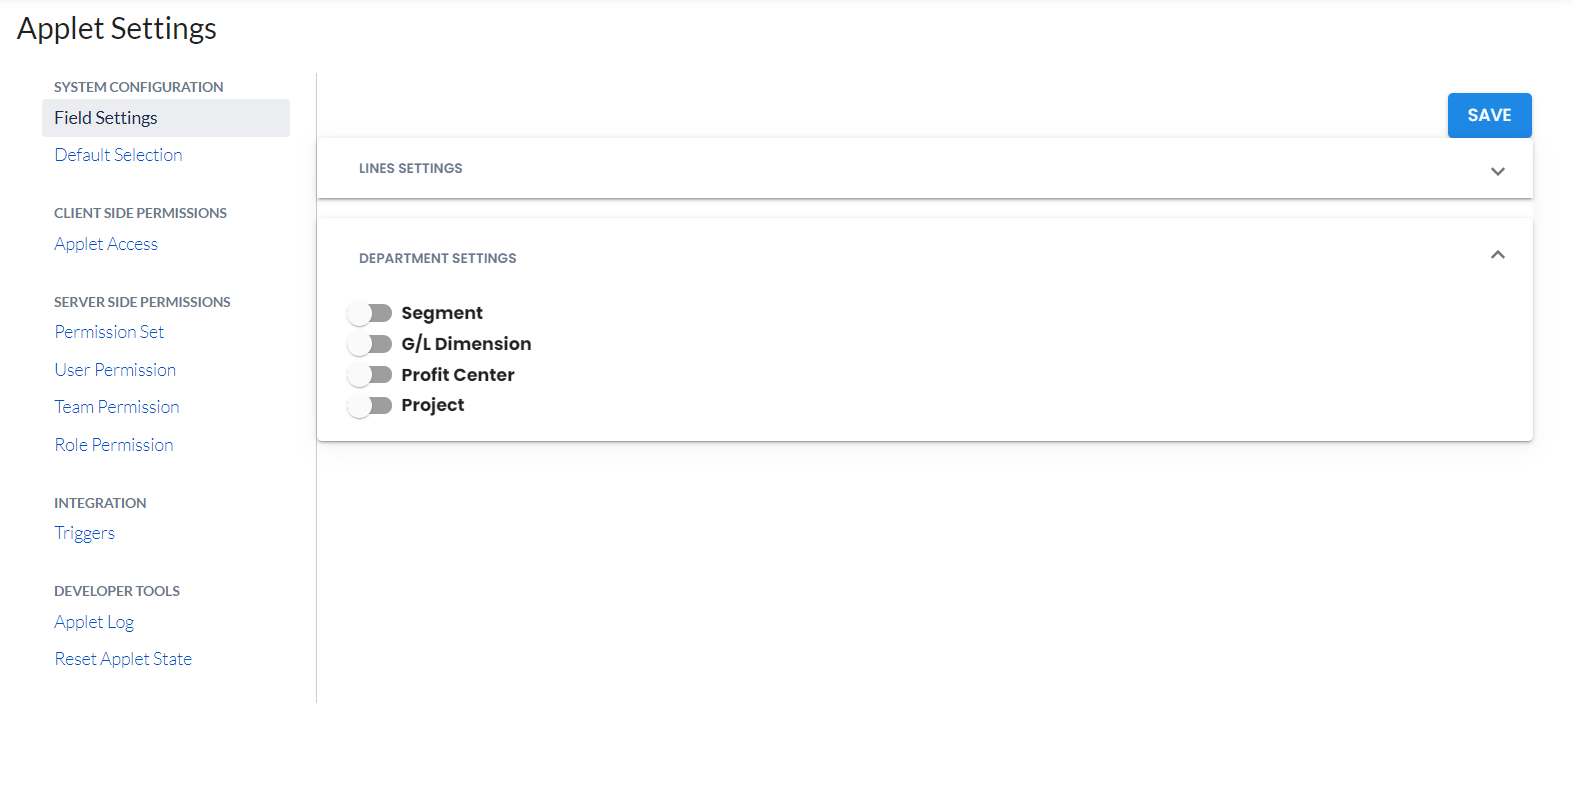 Applet Settings
SYSTEM CONFIGURATION
Field Settings
Default Selection
CLIENT SIDE PERMISSIONS
Applet Access
SERVER SIDE PERMISSIONS
Permission Set
User Permission
Team Permission
Role Permission
INTEGRATION
Triggers
DEVELOPER TOOLS
Applet Log
Reset Applet State
SAVE
LINES SETTINGS
DEPARTMENT SETTINGS
Segment
G/L Dimension
Profit Center
Project